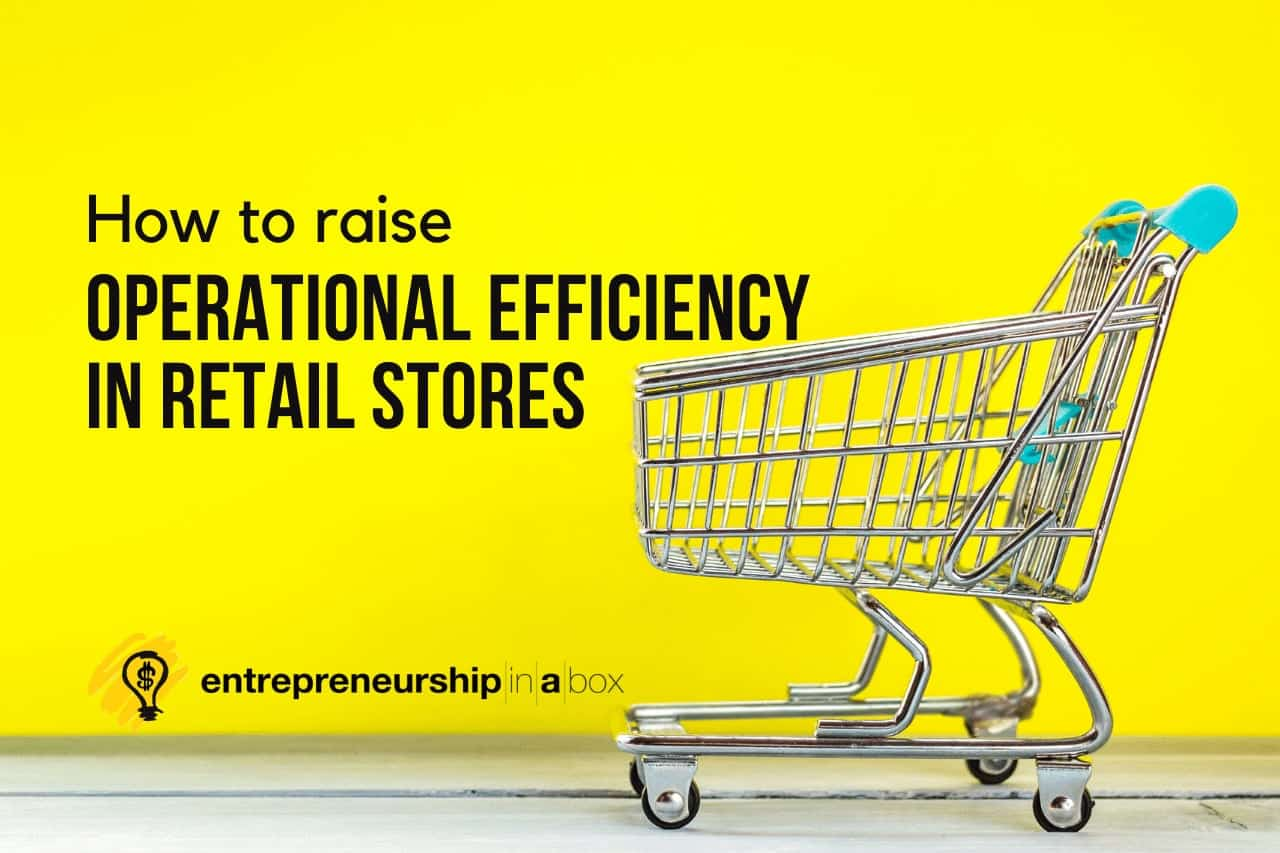 How to raise
OPERATIONAL EFFICIENCY
IN RETAIL STORES
$
entrepreneurship|in|a|box